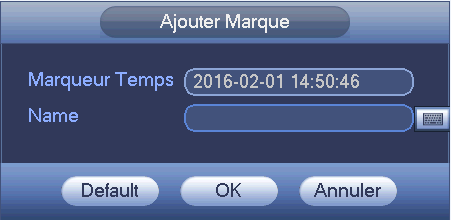 Ajouter Marque
Marqueur Temps 2016-02-01 14:50:46
Name
Default OK Annuler